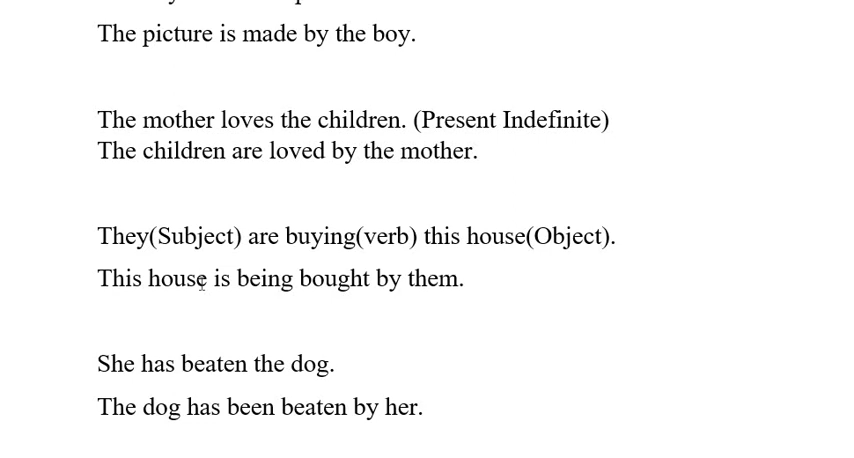 The picture is made by the boy.
The mother loves the children. (Present Indefinite)
The children are loved by the mother.
They(Subject) are buying(verb) this house(Object).
This house is being bought by them.
She has beaten the dog.
The dog has been beaten by her.